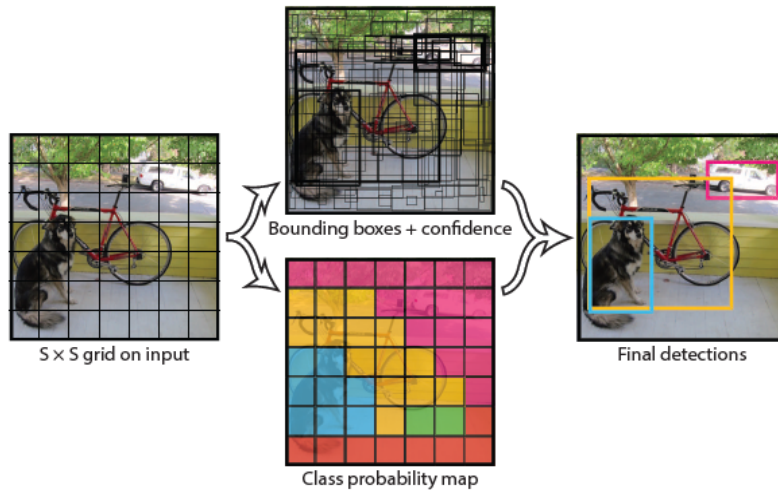 Bounding boxes + confidence
S × S grid on input
Final detections
Class probability map